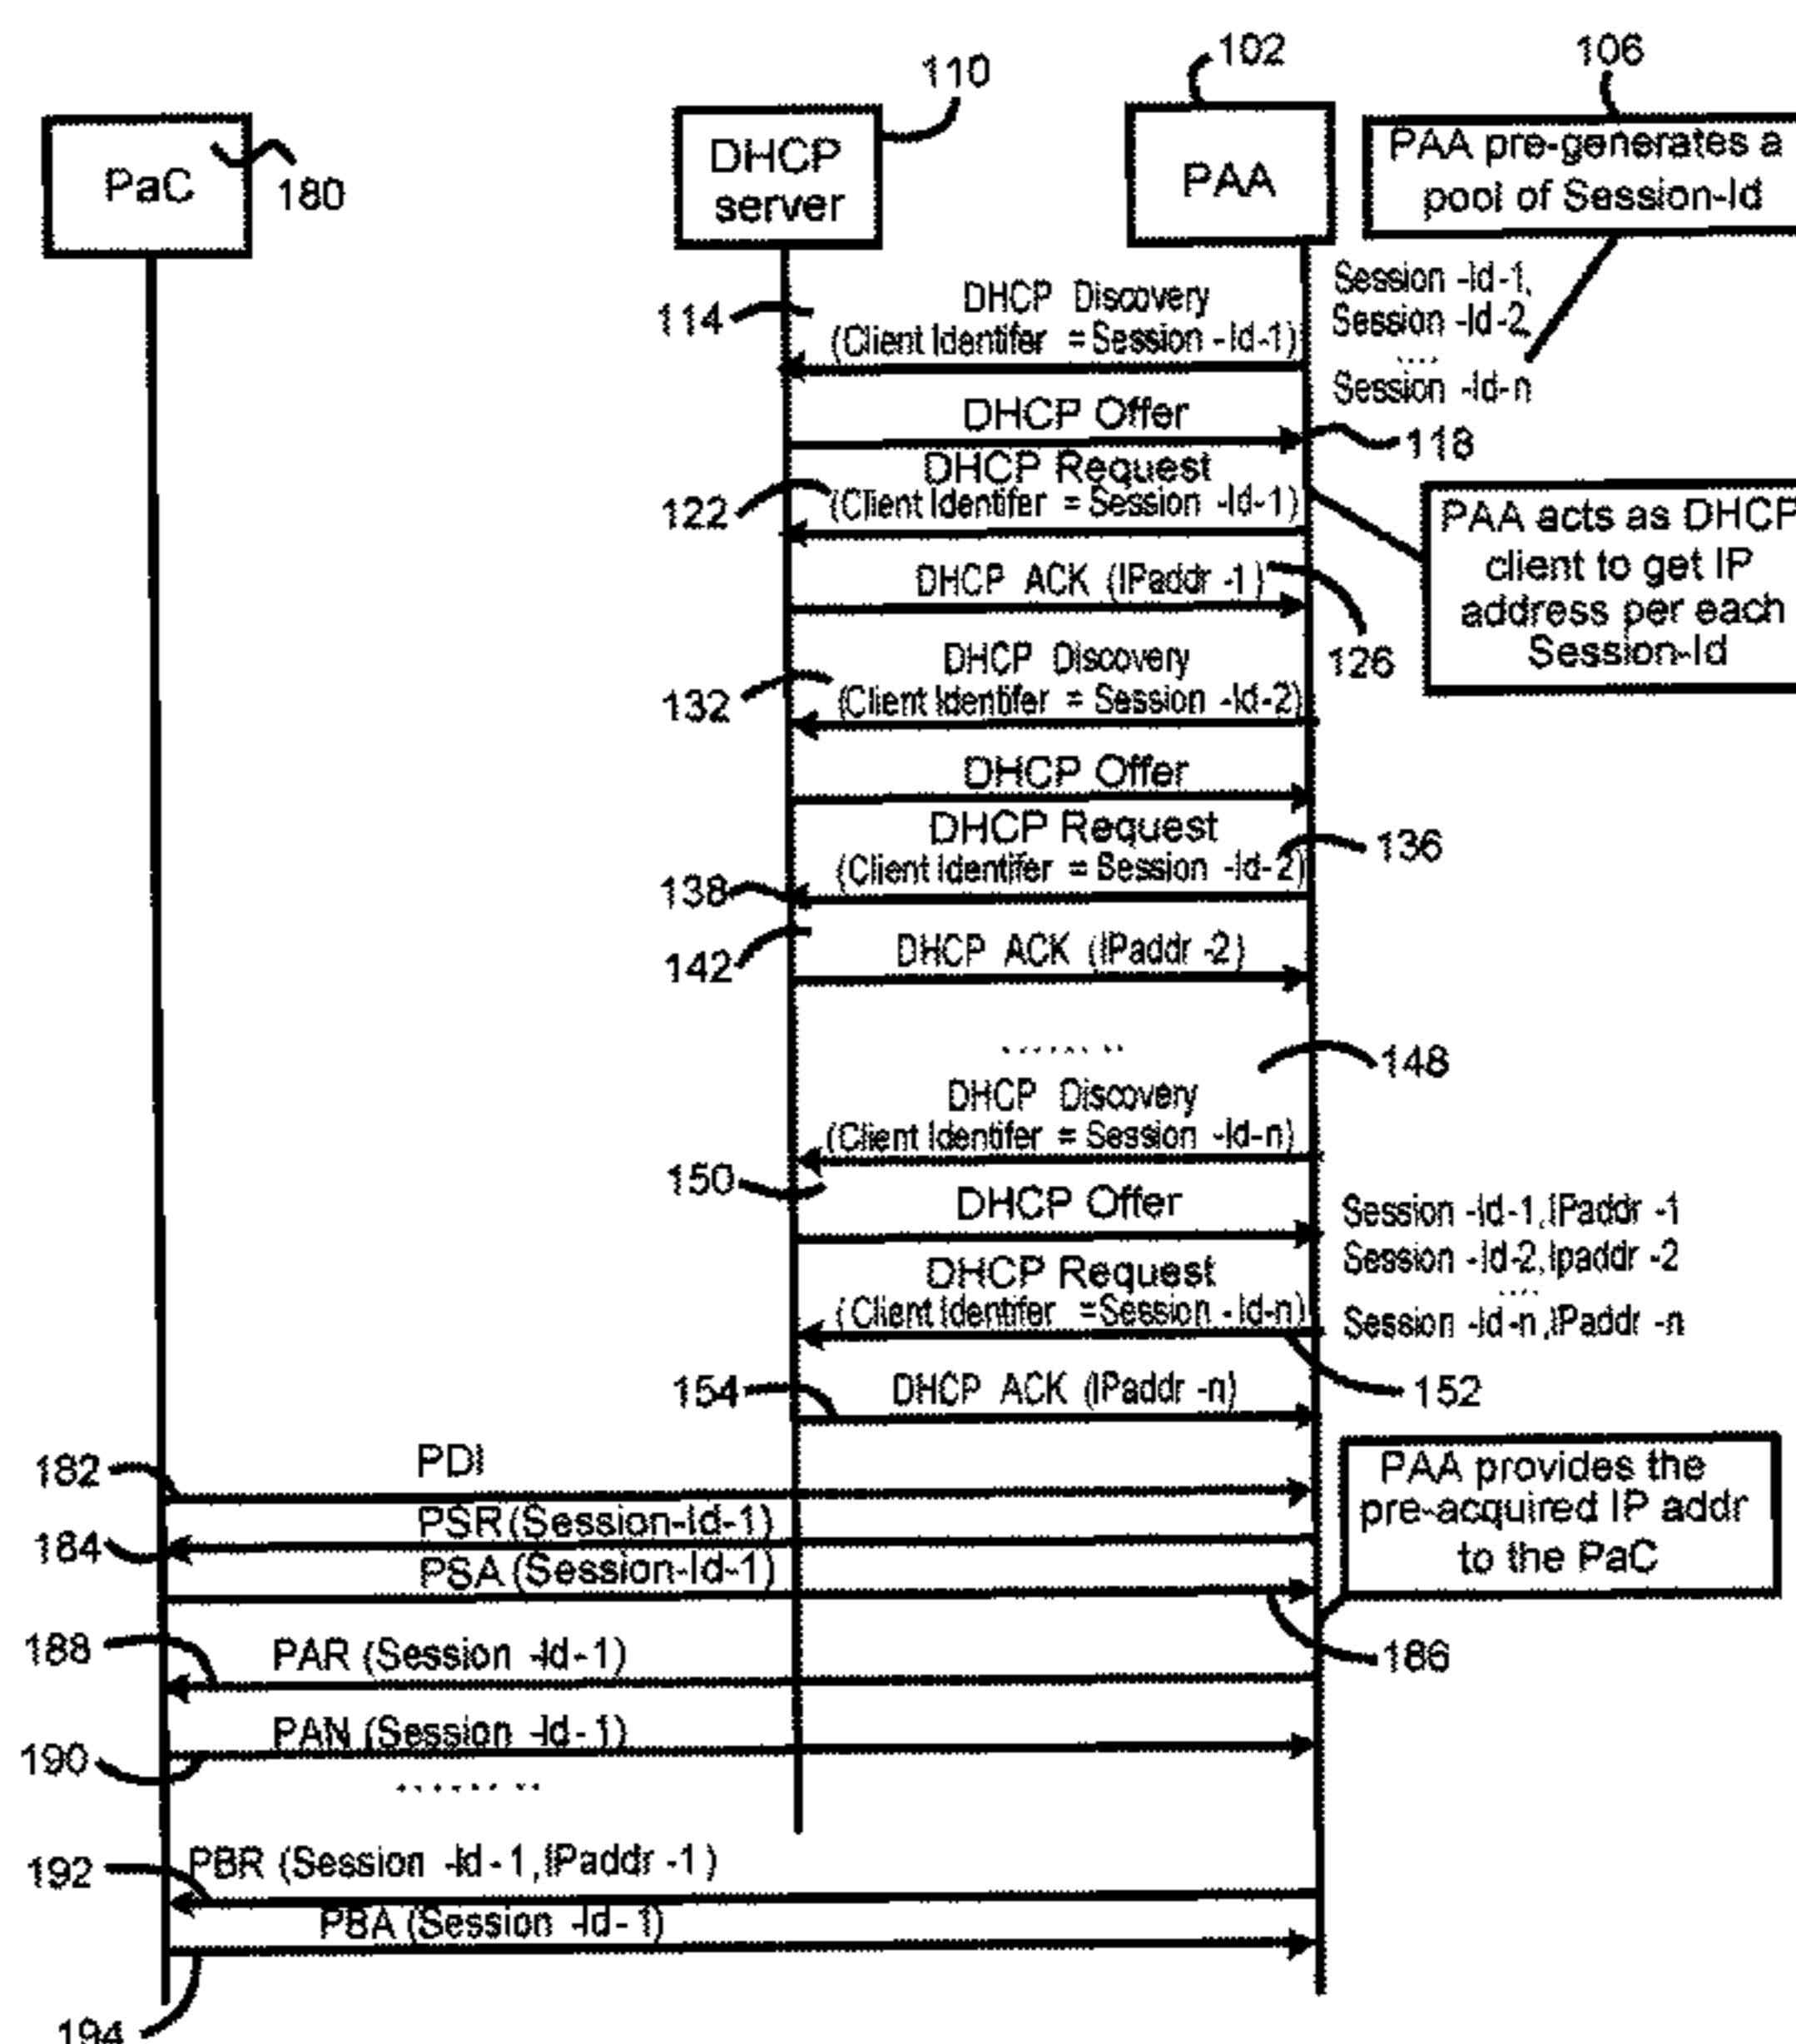 110
102
106
PaC
180
DHCP
server
PAA
PAA pre-generates a
pool of Session-Id
Session -Id-1,
Session -Id-2,
....
Session -Id-n
114
DHCP Discovery
(Client Identifer = Session -Id-1)
DHCP Offer
118
DHCP Request
122
(Client Identifer = Session -Id-1)
PAA acts as DHCP
client to get IP
address per each
Session-Id
DHCP ACK (IPaddr -1)
126
DHCP Discovery
132
(Client Identifer = Session -Id-2)
DHCP Offer
DHCP Request
136
(Client Identifer = Session -Id-2)
138
142
DHCP ACK (IPaddr -2)
........
148
DHCP Discovery
(Client Identifer = Session -Id-n)
150
DHCP Offer
Session -Id-1,IPaddr -1
Session -Id-2,Ipaddr -2
....
Session -Id-n,IPaddr -n
DHCP Request
(Client Identifer =Session -Id-n)
152
154
DHCP ACK (IPaddr -n)
182
PDI
PAA provides the
pre-acquired IP addr
to the PaC
184
PSR(Session-Id-1)
PSA (Session-Id-1)
186
188
PAR (Session -Id-1)
190
PAN (Session -Id-1)
........
192
PBR (Session -Id-1,IPaddr -1)
PBA (Session -Id-1)
194